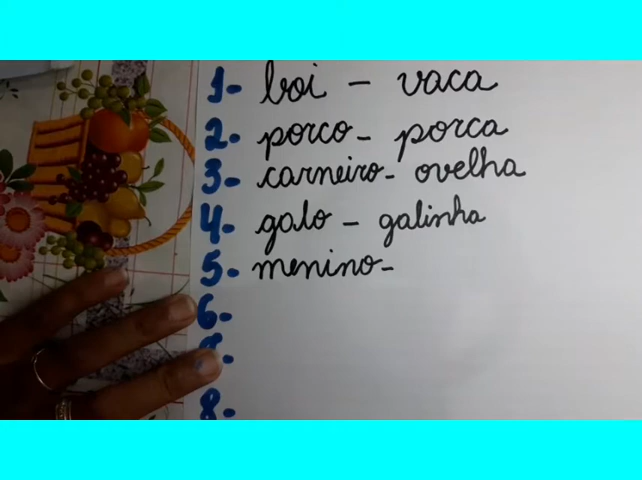 1- boi - vaca
2- porco - porca
3- carneiro - ovelha
4- galo - galinha
5- menino -
6-
8-